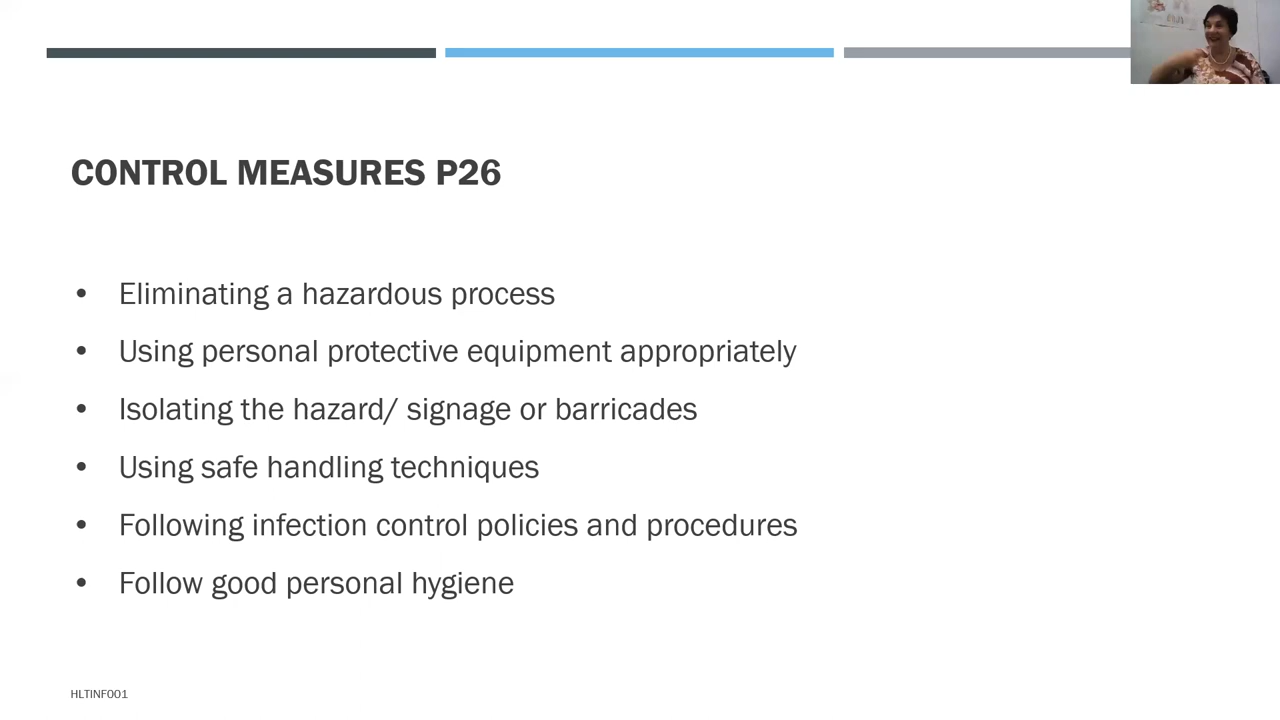 CONTROL MEASURES P26
• Eliminating a hazardous process
• Using personal protective equipment appropriately
• Isolating the hazard/ signage or barricades
• Using safe handling techniques
• Following infection control policies and procedures
• Follow good personal hygiene
HLTINF001